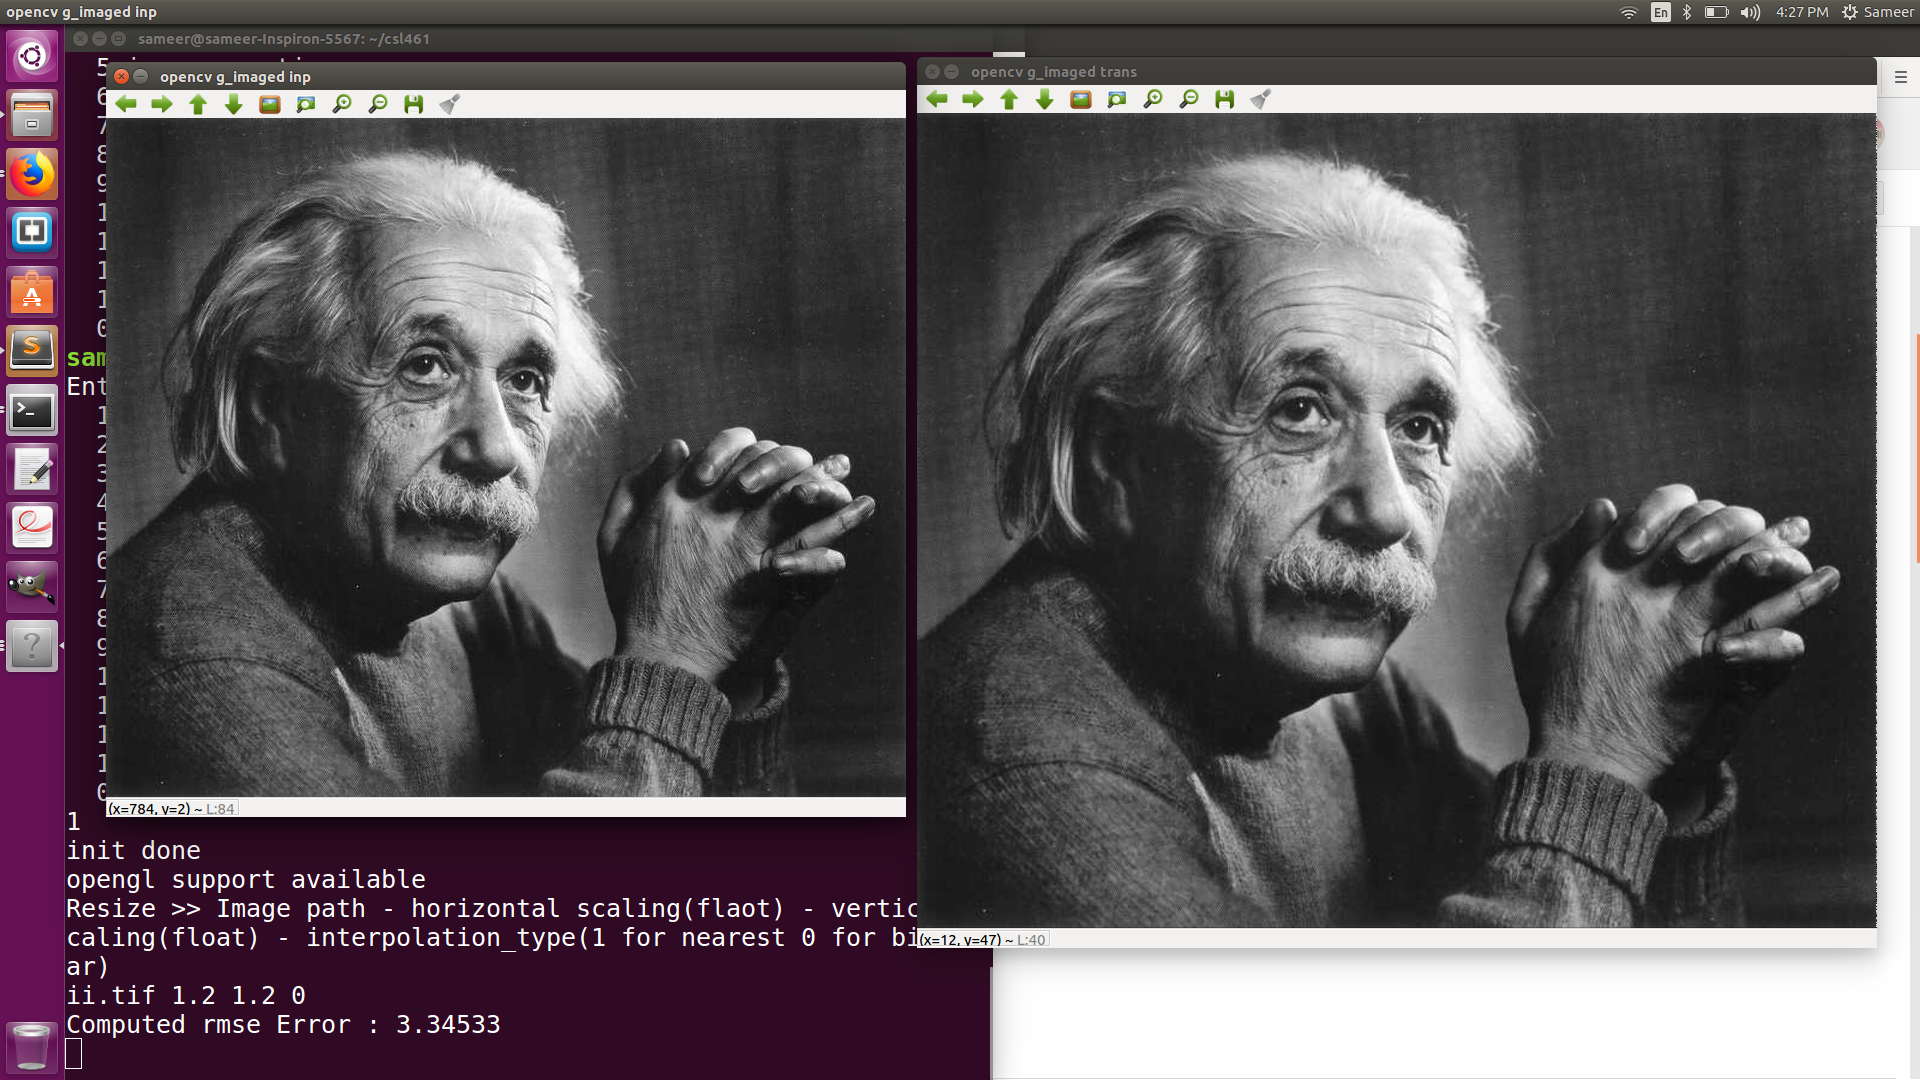 opencv g_imaged inp
En
4:27 PM
Sameer
sameer@sameer-Inspiron-5567: ~/csl461
opencv g_imaged inp
opencv g_imaged trans
5
6
7
8
9
1
1
1
1
0
sam
Ent
1
2
3
4
5
6
7
8
9
1
1
1
1
0
(x=784, y=2) ~ L:84
(x=12, y=47) ~ L:40
1
init done
opengl support available
Resize >> Image path - horizontal scaling(flaot) - vertic
caling(float) - interpolation_type(1 for nearest 0 for bi
ar)
ii.tif 1.2 1.2 0
Computed rmse Error : 3.34533